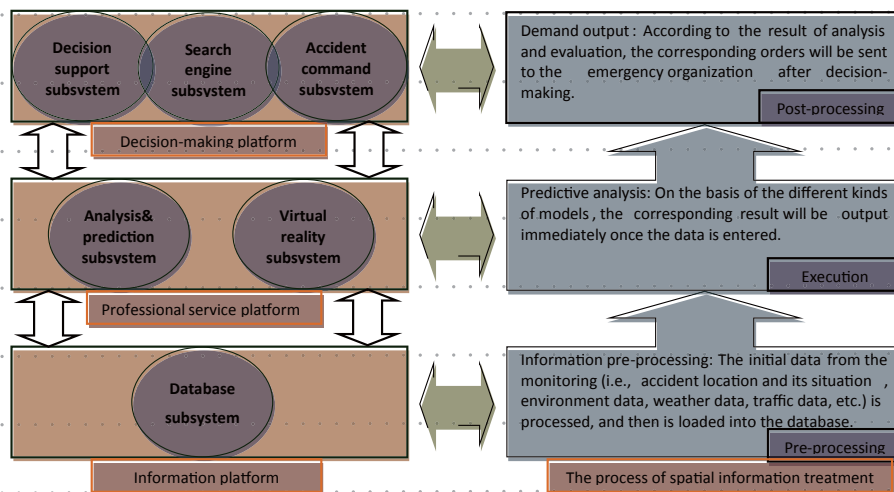 Decision
support
subsystem
Search
engine
subsystem
Accident
command
subsystem
Decision-making platform
Demand output : According to the result of analysis
and evaluation, the corresponding orders will be sent
to the emergency organization after decision-
making.
Post-processing
Analysis&
prediction
subsystem
Virtual
reality
subsystem
Professional service platform
Predictive analysis: On the basis of the different kinds
of models , the corresponding result will be output
immediately once the data is entered.
Execution
Database
subsystem
Information platform
Information pre-processing: The initial data from the
monitoring (i.e., accident location and its situation ,
environment data, weather data, traffic data, etc.) is
processed, and then is loaded into the database.
Pre-processing
The process of spatial information treatment